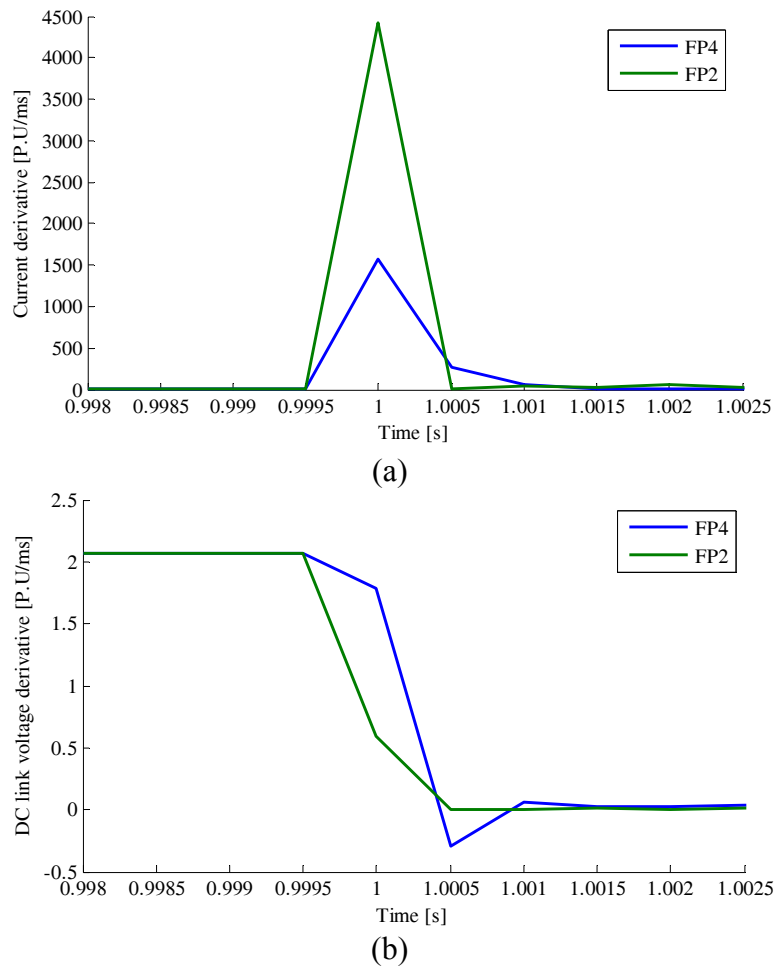 4500
4000
3500
3000
2500
2000
1500
1000
500
0
Current derivative [P.U/ms]
FP4
FP2
0.998 0.9985 0.999 0.9995 1 1.0005 1.001 1.0015 1.002 1.0025
Time [s]
(a)
2.5
2
1.5
1
0.5
0
-0.5
DC link voltage derivative [P.U/ms]
FP4
FP2
0.998 0.9985 0.999 0.9995 1 1.0005 1.001 1.0015 1.002 1.0025
Time [s]
(b)